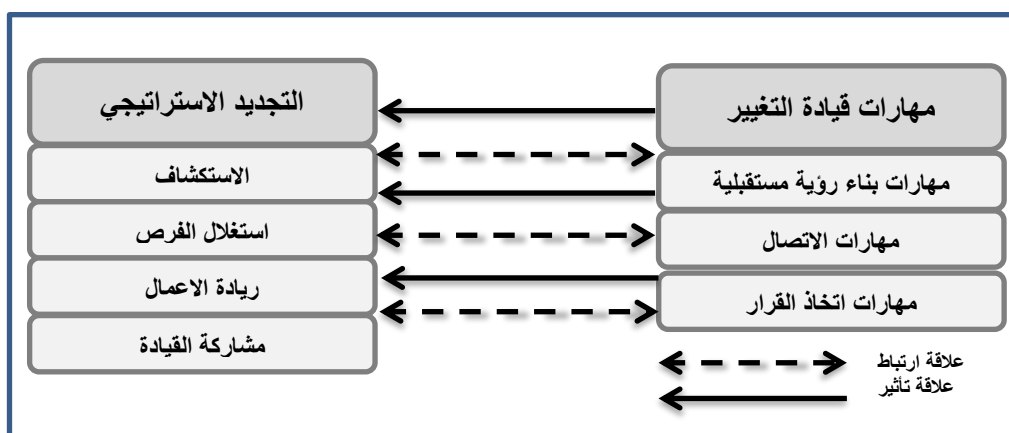 مهارات قيادة التغيير
مهارات بناء رؤية مستقبلية
مهارات الاتصال
مهارات اتخاذ القرار
التجديد الاستراتيجي
الاستكشاف
استغلال الفرص
ريادة الاعمال
مشاركة القيادة
علاقة ارتباط
علاقة تأثير